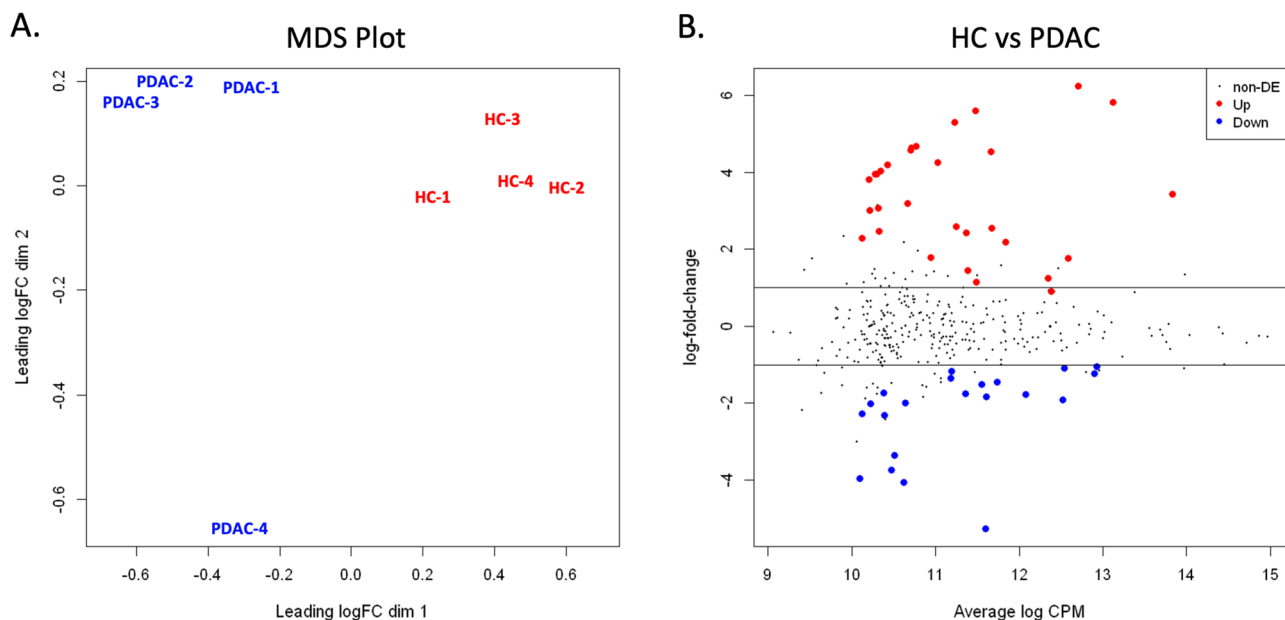 A.
MDS Plot
PDAC-2
PDAC-1
PDAC-3
HC-3
HC-4
HC-2
HC-1
PDAC-4
0.2
0.0
-0.2
-0.4
-0.6
Leading logFC dim 2
-0.6
-0.4
-0.2
0.0
0.2
0.4
0.6
Leading logFC dim 1
B.
HC vs PDAC
non-DE
Up
Down
6
4
2
0
-2
-4
log-fold-change
9
10
11
12
13
14
15
Average log CPM